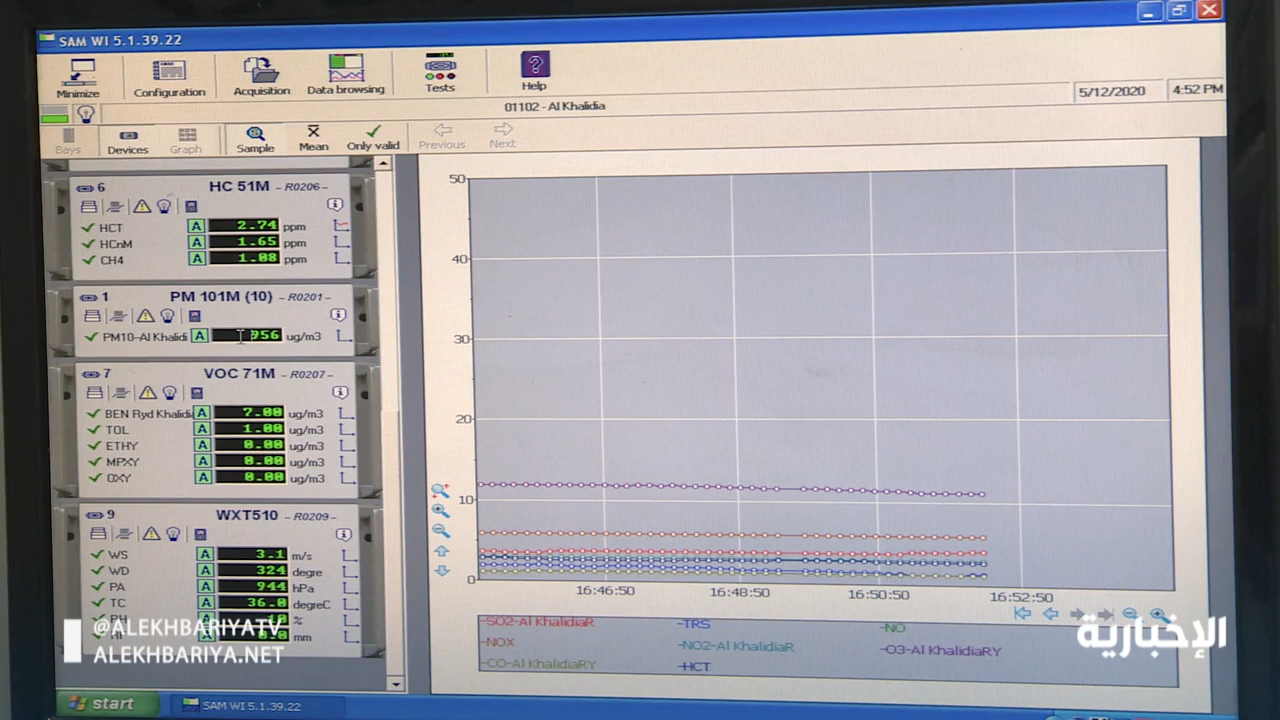 SAM WI 5.1.39.22
Minimize
Configuration
Acquisition
Data browsing
Tests
Help
5/12/2020
4:52 PM
01102 - Al Khalidia
Bays
Devices
Graph
Sample
Mean
Only valid
Previous
Next
6 HC 51M - R0206 -
HCT A 2.74 ppm
HCnM A 1.65 ppm
CH4 A 1.08 ppm
1 PM 101M (10) - R0201 -
PM10-Al Khalidi A 956 ug/m3
7 VOC 71M - R0207 -
BEN Ryd Khalidia A 7.00 ug/m3
TOL A 1.00 ug/m3
ETHY A 0.00 ug/m3
MPXY A 0.00 ug/m3
OXY A 0.00 ug/m3
9 WXT510 - R0209 -
WS A 3.1 m/s
WD A 324 degre
PA A 944 hPa
TC A 36.0 degreC
%
mm
@ALEKHBARIYATV
ALEKHBARIYA.NET
50
40
30
20
10
0
16:46:50
16:48:50
16:50:50
16:52:50
-SO2-Al KhalidiaR
-TRS
-NO
-NOX
-NO2-Al KhalidiaR
-O3-Al KhalidiaRY
-CO-Al KhalidiaRY
-HCT
الإخبارية
start
SAM WI 5.1.39.22